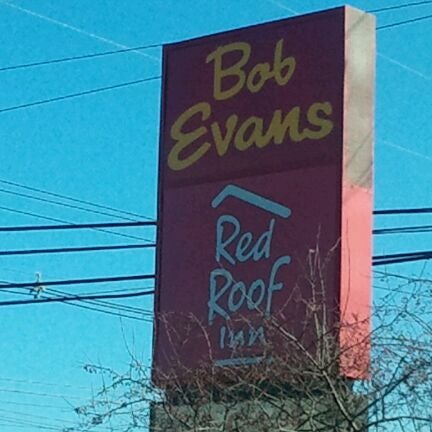 Bob
Evans
Red
Roof
Inn